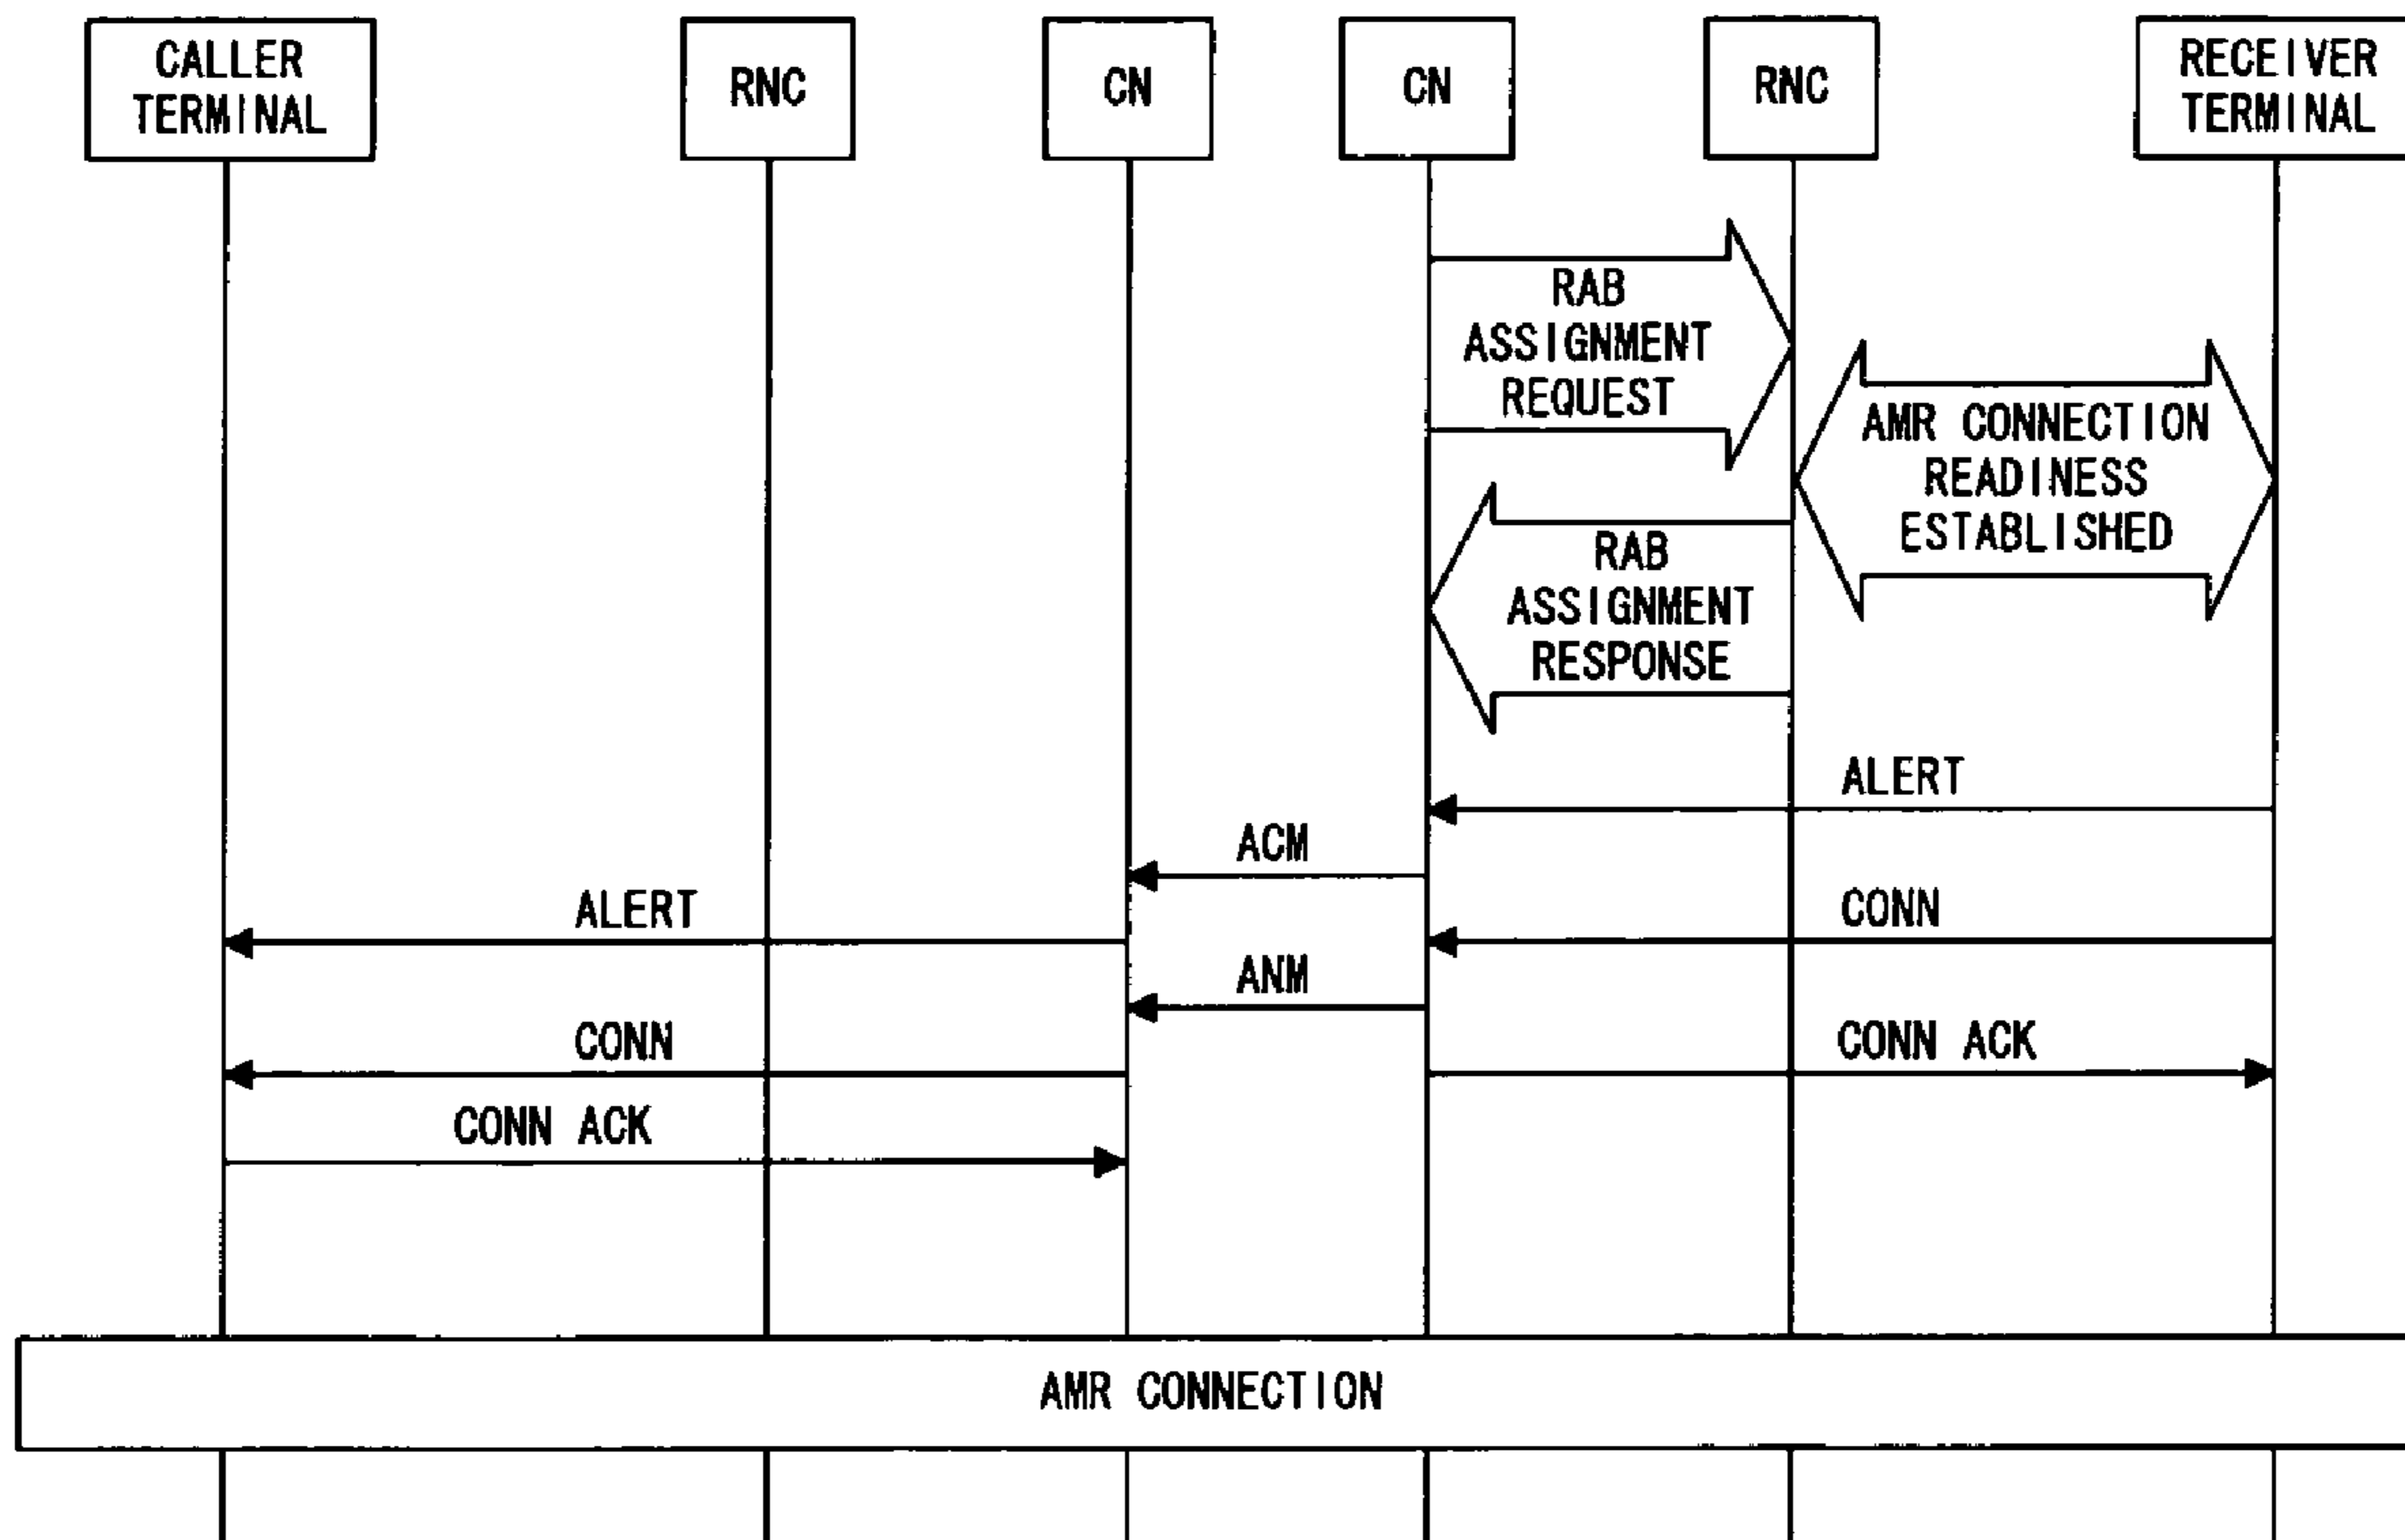 CALLER
TERMINAL
RNC
CN
CN
RNC
RECEIVER
TERMINAL
RAB
ASSIGNMENT
REQUEST
AMR CONNECTION
READINESS
ESTABLISHED
RAB
ASSIGNMENT
RESPONSE
ALERT
ACM
ALERT
CONN
ANM
CONN
CONN ACK
CONN ACK
AMR CONNECTION